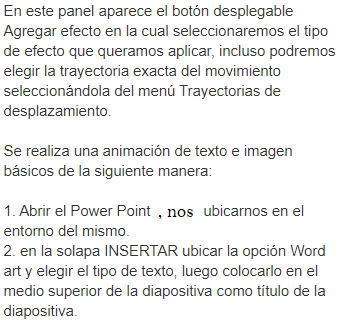 En este panel aparece el botón desplegable
Agregar efecto en la cual seleccionaremos el tipo
de efecto que queramos aplicar, incluso podremos
elegir la trayectoria exacta del movimiento
seleccionándola del menú Trayectorias de
desplazamiento.
Se realiza una animación de texto e imagen
básicos de la siguiente manera:
1. Abrir el Power Point , nos ubicarnos en el
entorno del mismo.
2. en la solapa INSERTAR ubicar la opción Word
art y elegir el tipo de texto, luego colocarlo en el
medio superior de la diapositiva como título de la
diapositiva.